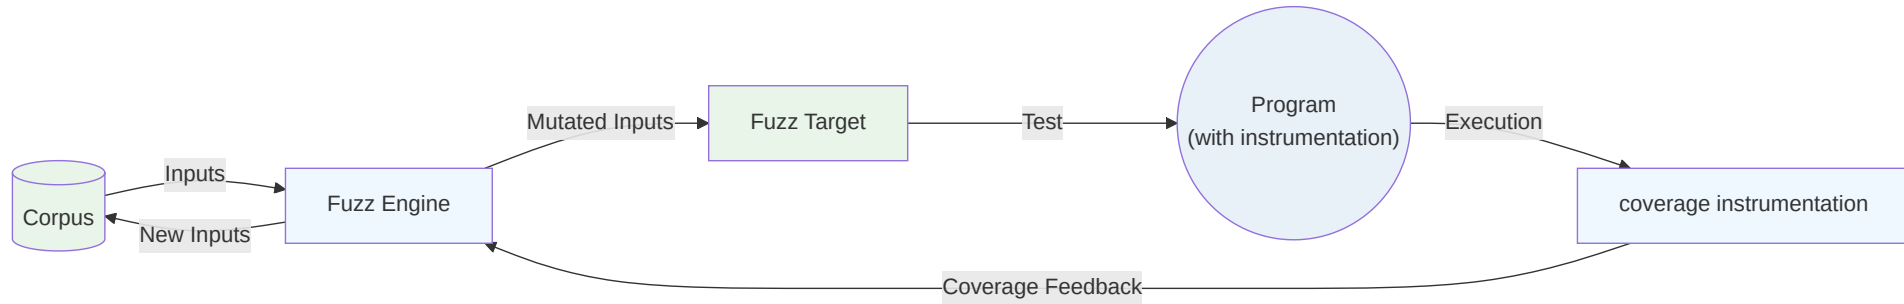 Corpus
Inputs
New Inputs
Fuzz Engine
Mutated Inputs
Fuzz Target
Test
Program
(with instrumentation)
Execution
coverage instrumentation
Coverage Feedback